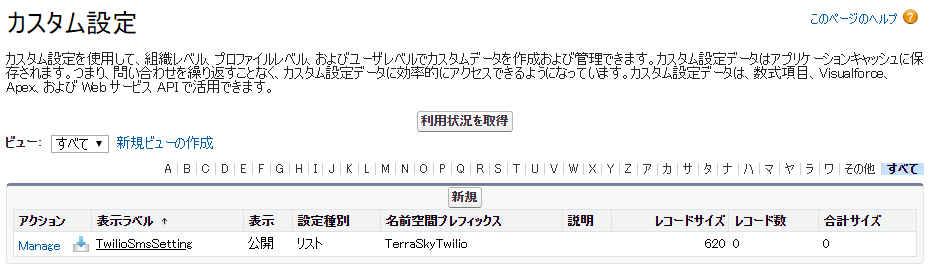 カスタム設定
このページのヘルプ
カスタム設定を使用して、組織レベル、プロファイルレベル、およびユーザレベルでカスタムデータを作成および管理できます。カスタム設定データはアプリケーションキャッシュに保
存されます。つまり、問い合わせを繰り返すことなく、カスタム設定データに効率的にアクセスできるようになっています。カスタム設定データは、数式項目、Visualforce、
Apex、および Web サービス API で活用できます。
利用状況を取得
ビュー: すべて 新規ビューの作成
A | B | C | D | E | F | G | H | I | J | K | L | M | N | O | P | Q | R | S | T | U | V | W | X | Y | Z | ア | カ | サ | タ | ナ | ハ | マ | ヤ | ラ | ワ | その他 | すべて
新規
アクション 表示ラベル ↑ 表示 設定種別 名前空間プレフィックス 説明 レコードサイズ レコード数 合計サイズ
Manage TwilioSmsSetting 公開 リスト TerraSkyTwilio 620 0 0